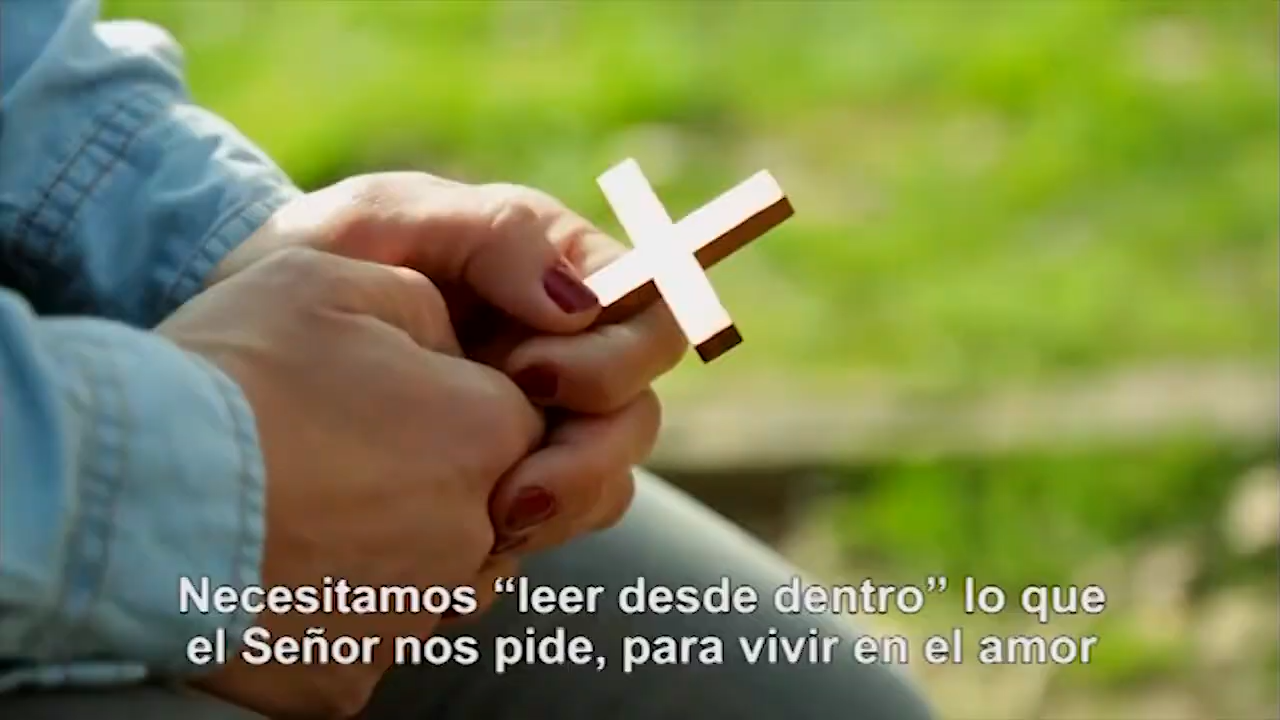 Necesitamos “leer desde dentro” lo que
el Señor nos pide, para vivir en el amor